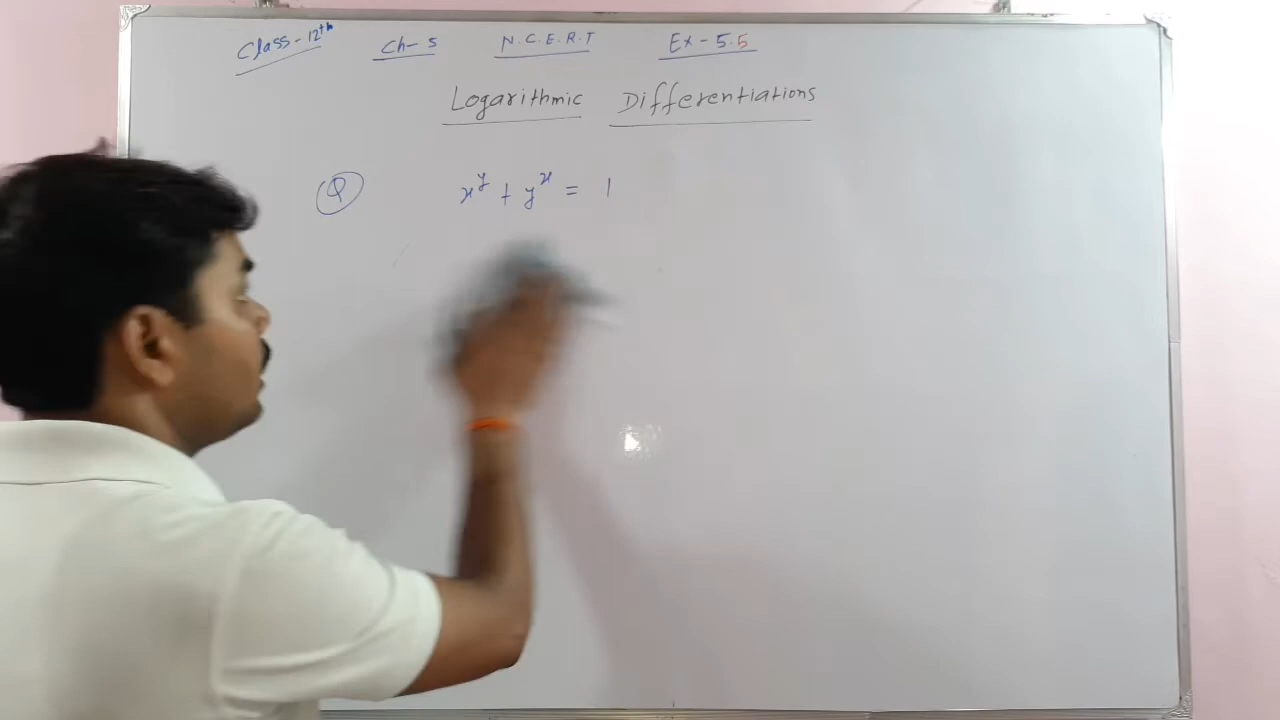 Class-12th Ch-5 N.C.E.R.T Ex-5.5
Logarithmic Differentiations
Q x^y + y^x = 1